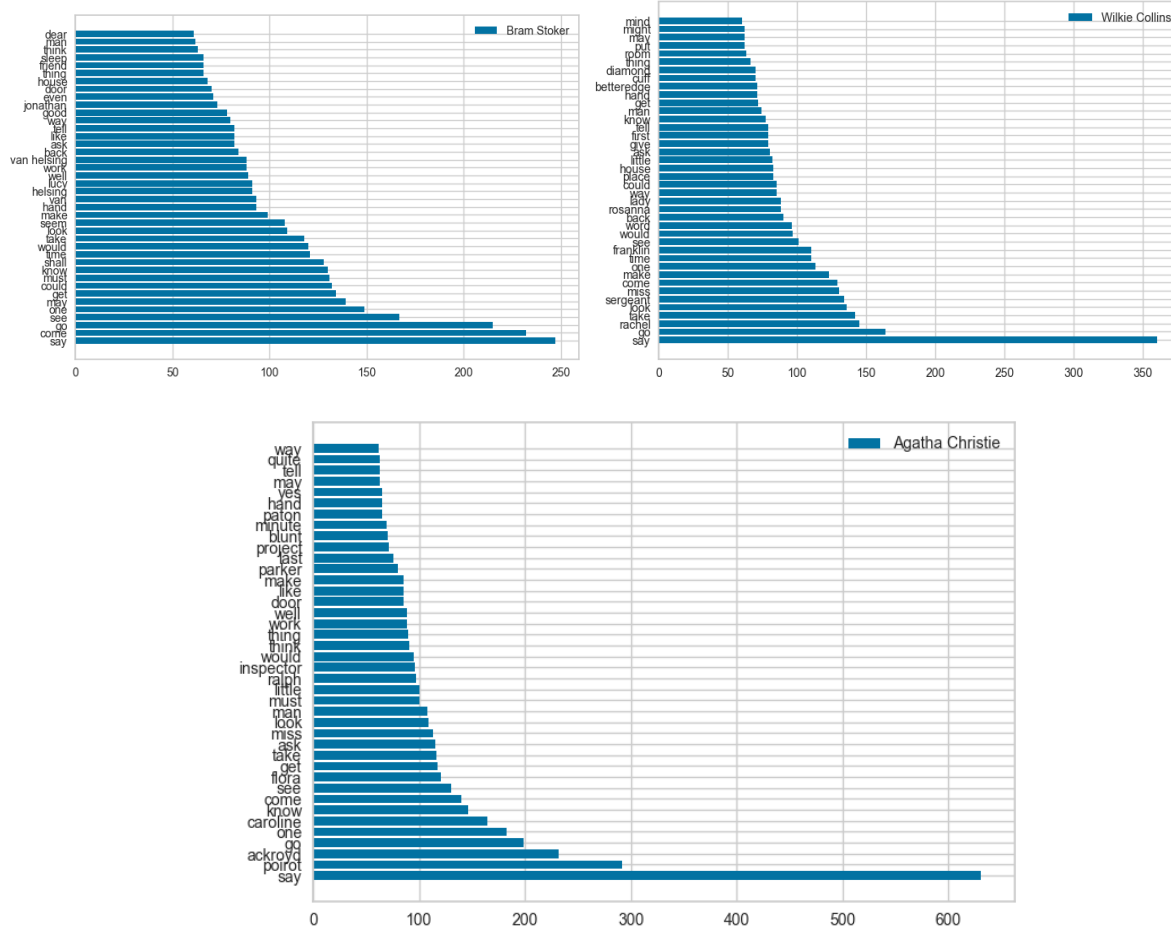 Bram Stoker
dear
man
think
sleep
friend
thing
house
door
even
jonathan
good
way
tell
like
ask
back
van helsing
work
well
lucy
helsing
van
hand
make
seem
look
take
would
time
shall
know
must
could
get
may
one
see
go
come
say
0 50 100 150 200 250
Wilkie Collins
mind
might
may
put
room
thing
diamond
cuff
betteredge
hand
get
man
know
tell
first
give
ask
little
house
place
could
way
lady
rosanna
back
word
would
see
franklin
time
one
make
come
miss
sergeant
look
take
rachel
go
say
0 50 100 150 200 250 300 350
Agatha Christie
way
quite
tell
may
yes
hand
paton
minute
blunt
project
last
parker
make
like
door
well
work
thing
think
would
inspector
ralph
little
must
man
look
miss
ask
take
get
flora
see
come
know
caroline
one
go
ackroyd
poirot
say
0 100 200 300 400 500 600